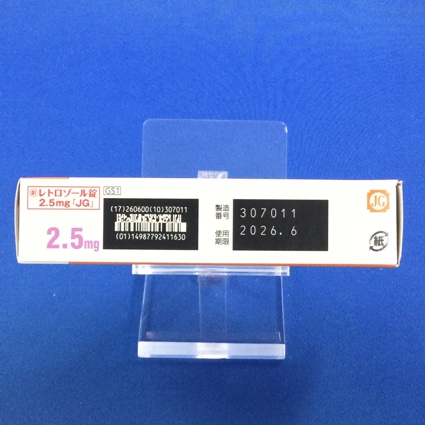 劇 レトロゾール錠
2.5mg「JG」
GS1
2.5mg
(17)260600(10)307011
(01)14987792411630
製造番号 307011
使用期限 2026.6
JG
紙